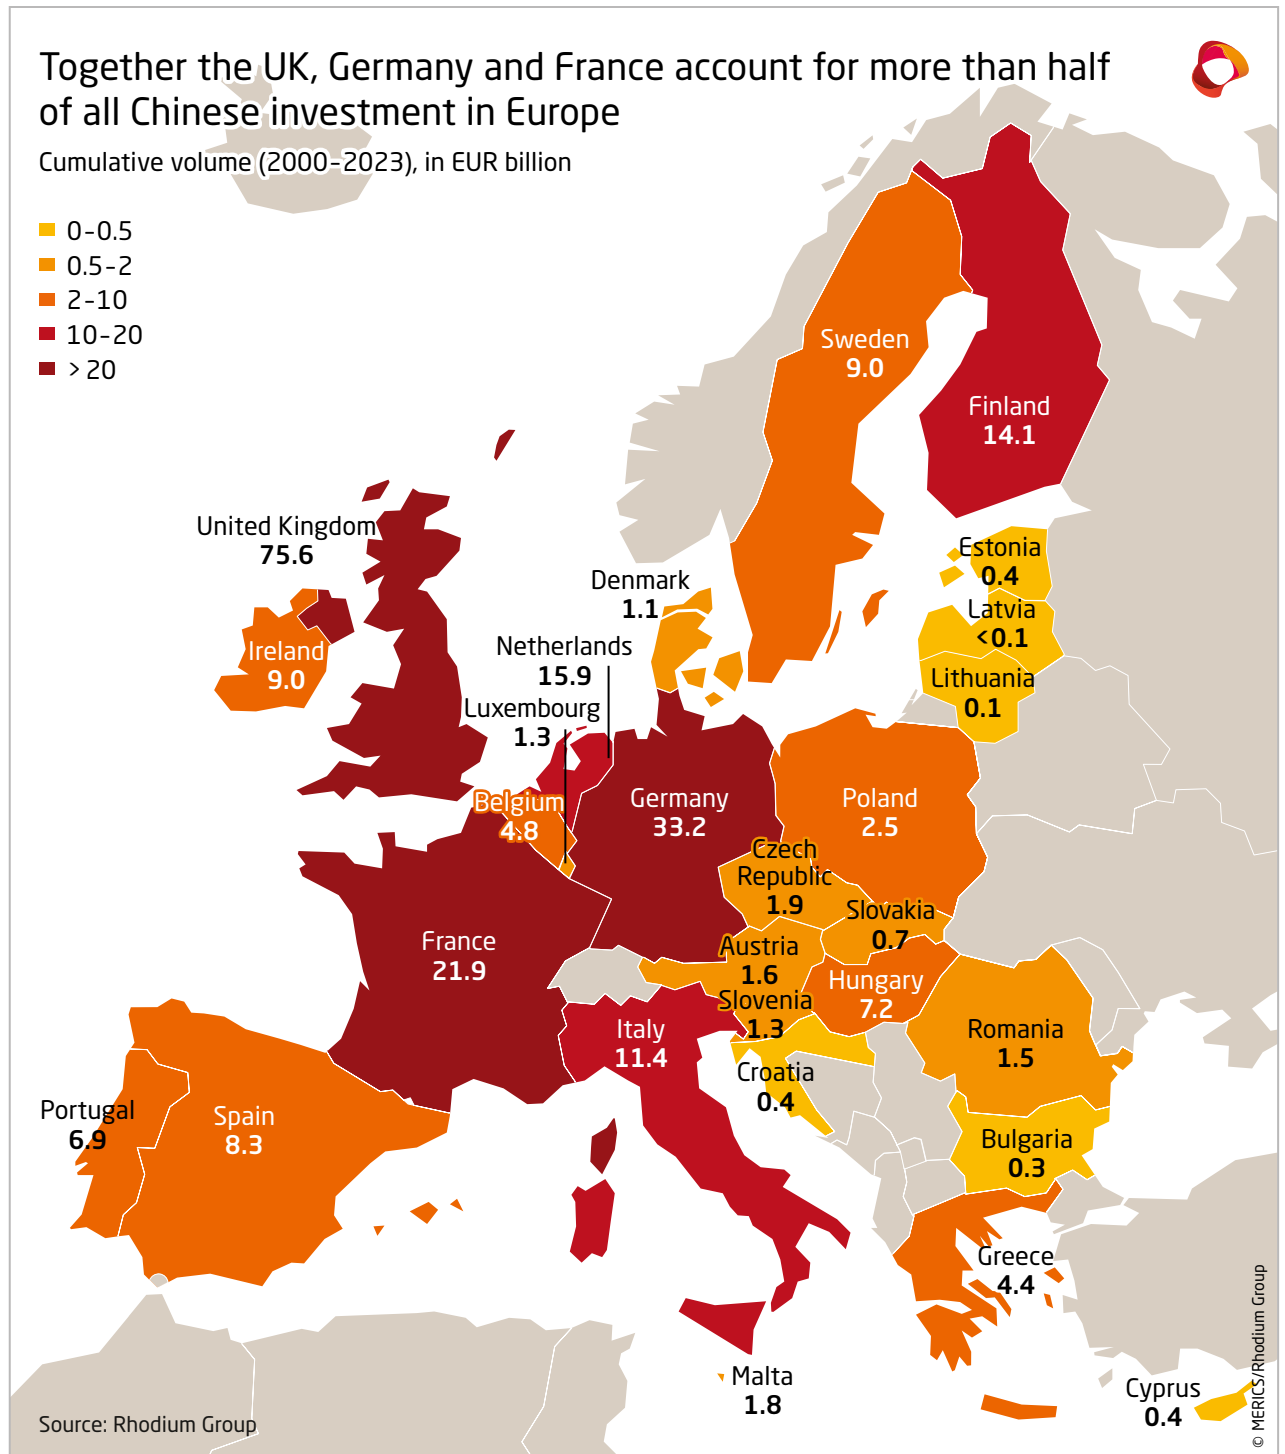 Together the UK, Germany and France account for more than half
of all Chinese investment in Europe
Cumulative volume (2000–2023), in EUR billion
0–0.5
0.5–2
2–10
10–20
> 20
Sweden
9.0
Finland
14.1
United Kingdom
75.6
Estonia
0.4
Denmark
1.1
Latvia
<0.1
Ireland
9.0
Netherlands
15.9
Lithuania
0.1
Luxembourg
1.3
Belgium
4.8
Germany
33.2
Poland
2.5
Czech
Republic
1.9
Slovakia
0.7
France
21.9
Austria
1.6
Hungary
7.2
Slovenia
1.3
Italy
11.4
Romania
1.5
Croatia
0.4
Portugal
6.9
Spain
8.3
Bulgaria
0.3
Greece
4.4
Malta
1.8
Cyprus
0.4
Source: Rhodium Group
© MERICS/Rhodium Group